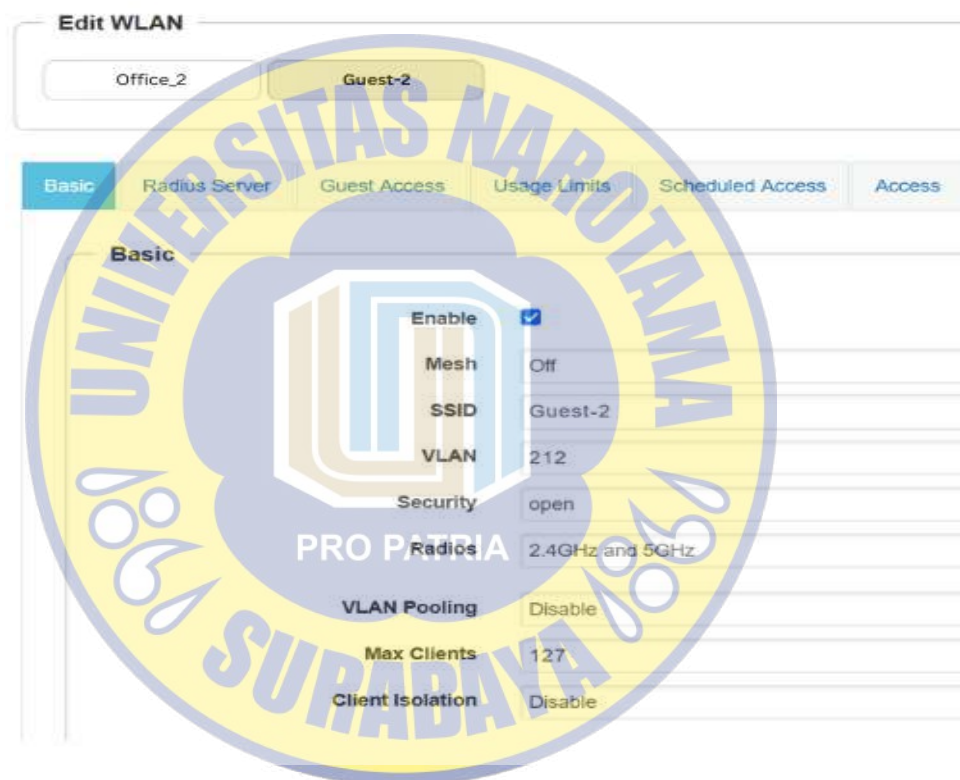 Edit WLAN
Office_2 Guest-2
Basic Radius Server Guest Access Usage Limits Scheduled Access Access
Basic
Enable
Mesh Off
SSID Guest-2
VLAN 212
Security open
Radios 2.4GHz and 5GHz
VLAN Pooling Disable
Max Clients 127
Client Isolation Disable
UNIVERSITAS NAROTAMA
PRO PATRIA
SURABAYA